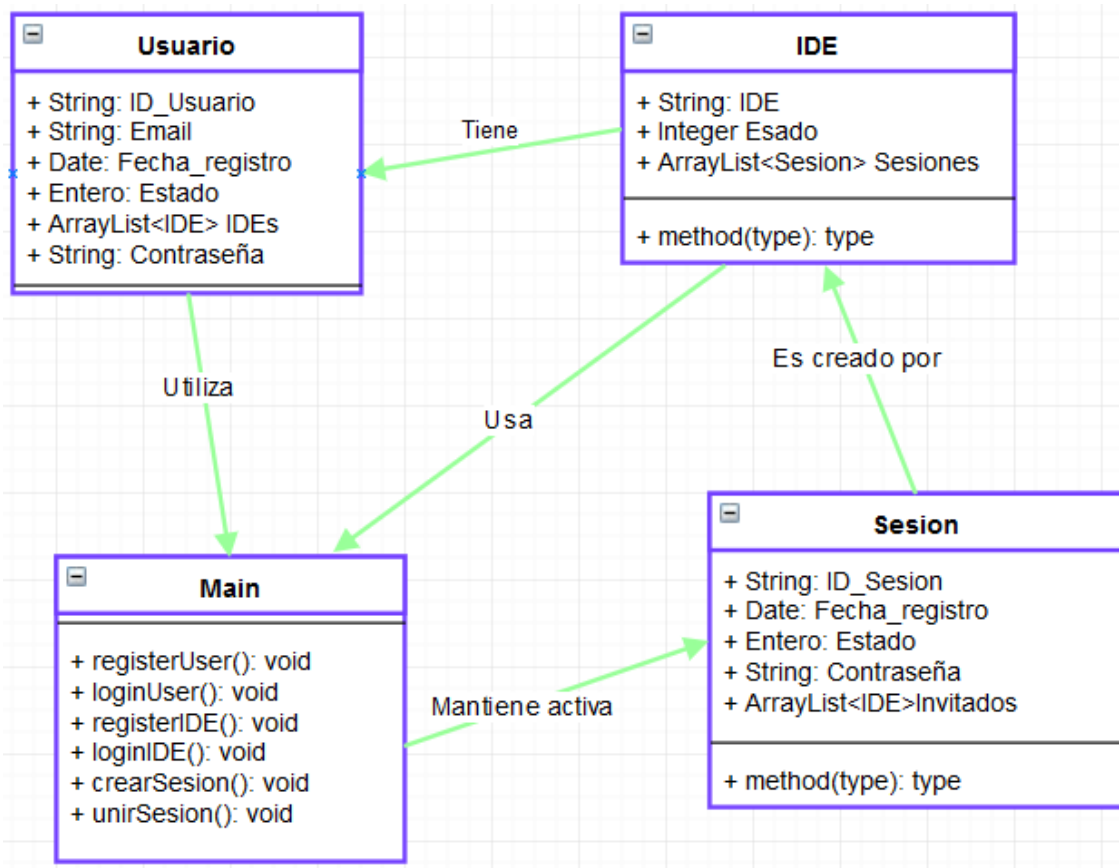 Usuario
+ String: ID_Usuario
+ String: Email
+ Date: Fecha_registro
+ Entero: Estado
+ ArrayList<IDE> IDEs
+ String: Contraseña
Tiene
IDE
+ String: IDE
+ Integer Esado
+ ArrayList<Sesion> Sesiones
+ method(type): type
Utiliza
Usa
Es creado por
Main
+ registerUser(): void
+ loginUser(): void
+ registerIDE(): void
+ loginIDE(): void
+ crearSesion(): void
+ unirSesion(): void
Mantiene activa
Sesion
+ String: ID_Sesion
+ Date: Fecha_registro
+ Entero: Estado
+ String: Contraseña
+ ArrayList<IDE>Invitados
+ method(type): type